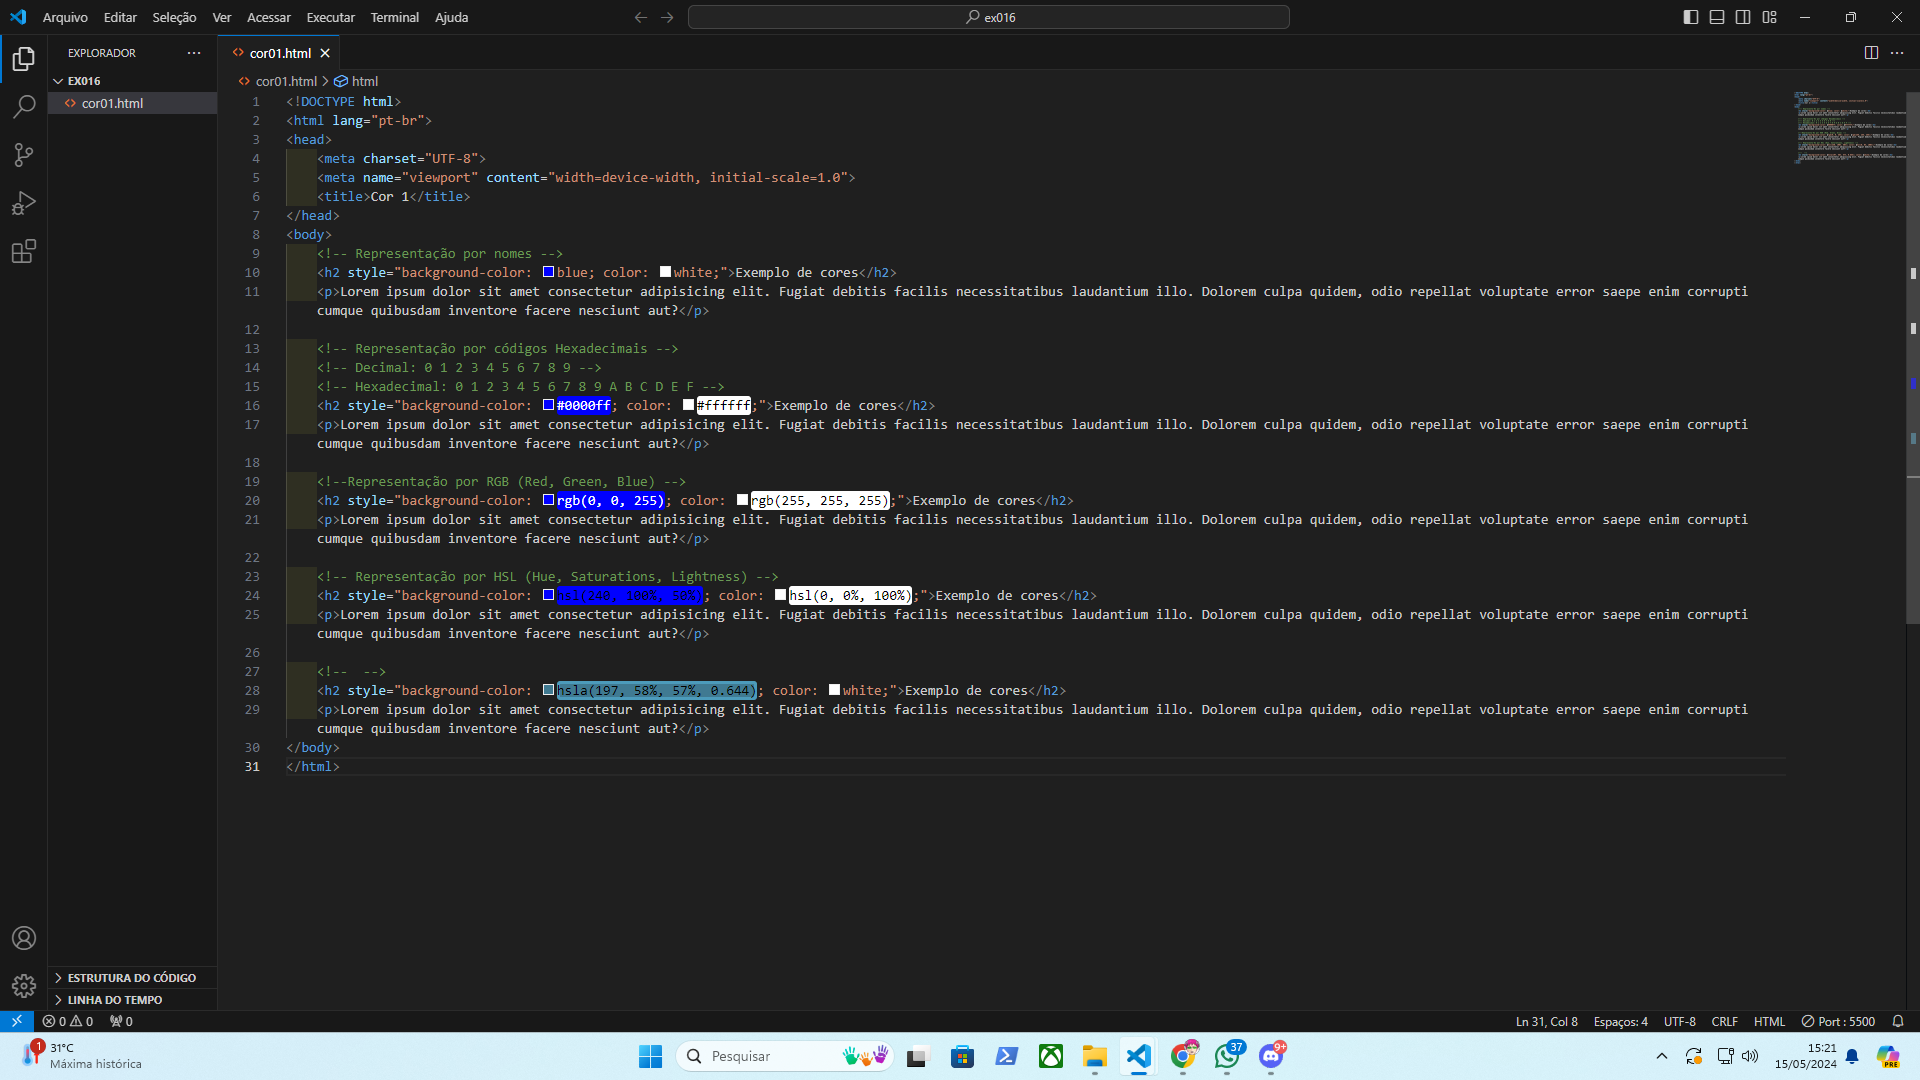 Arquivo Editar Seleção Ver Acessar Executar Terminal Ajuda
ex016
EXPLORADOR
EX016
cor01.html
cor01.html
cor01.html > html
1 <!DOCTYPE html>
2 <html lang="pt-br">
3 <head>
4 <meta charset="UTF-8">
5 <meta name="viewport" content="width=device-width, initial-scale=1.0">
6 <title>Cor 1</title>
7 </head>
8 <body>
9 <!-- Representação por nomes -->
10 <h2 style="background-color: blue; color: white;">Exemplo de cores</h2>
11 <p>Lorem ipsum dolor sit amet consectetur adipisicing elit. Fugiat debitis facilis necessitatibus laudantium illo. Dolorem culpa quidem, odio repellat voluptate error saepe enim corrupti
cumque quibusdam inventore facere nesciunt aut?</p>
12
13 <!-- Representação por códigos Hexadecimais -->
14 <!-- Decimal: 0 1 2 3 4 5 6 7 8 9 -->
15 <!-- Hexadecimal: 0 1 2 3 4 5 6 7 8 9 A B C D E F -->
16 <h2 style="background-color: #0000ff; color: #ffffff;">Exemplo de cores</h2>
17 <p>Lorem ipsum dolor sit amet consectetur adipisicing elit. Fugiat debitis facilis necessitatibus laudantium illo. Dolorem culpa quidem, odio repellat voluptate error saepe enim corrupti
cumque quibusdam inventore facere nesciunt aut?</p>
18
19 <!--Representação por RGB (Red, Green, Blue) -->
20 <h2 style="background-color: rgb(0, 0, 255); color: rgb(255, 255, 255);">Exemplo de cores</h2>
21 <p>Lorem ipsum dolor sit amet consectetur adipisicing elit. Fugiat debitis facilis necessitatibus laudantium illo. Dolorem culpa quidem, odio repellat voluptate error saepe enim corrupti
cumque quibusdam inventore facere nesciunt aut?</p>
22
23 <!-- Representação por HSL (Hue, Saturations, Lightness) -->
24 <h2 style="background-color: hsl(240, 100%, 50%); color: hsl(0, 0%, 100%);">Exemplo de cores</h2>
25 <p>Lorem ipsum dolor sit amet consectetur adipisicing elit. Fugiat debitis facilis necessitatibus laudantium illo. Dolorem culpa quidem, odio repellat voluptate error saepe enim corrupti
cumque quibusdam inventore facere nesciunt aut?</p>
26
27 <!--  -->
28 <h2 style="background-color: hsla(197, 58%, 57%, 0.644); color: white;">Exemplo de cores</h2>
29 <p>Lorem ipsum dolor sit amet consectetur adipisicing elit. Fugiat debitis facilis necessitatibus laudantium illo. Dolorem culpa quidem, odio repellat voluptate error saepe enim corrupti
cumque quibusdam inventore facere nesciunt aut?</p>
30 </body>
31 </html>
ESTRUTURA DO CÓDIGO
LINHA DO TEMPO
0 0 0
Ln 31, Col 8 Espaços: 4 UTF-8 CRLF HTML Port : 5500
1
31°C
Máxima histórica
Pesquisar
37
9+
15:21
15/05/2024
PRE